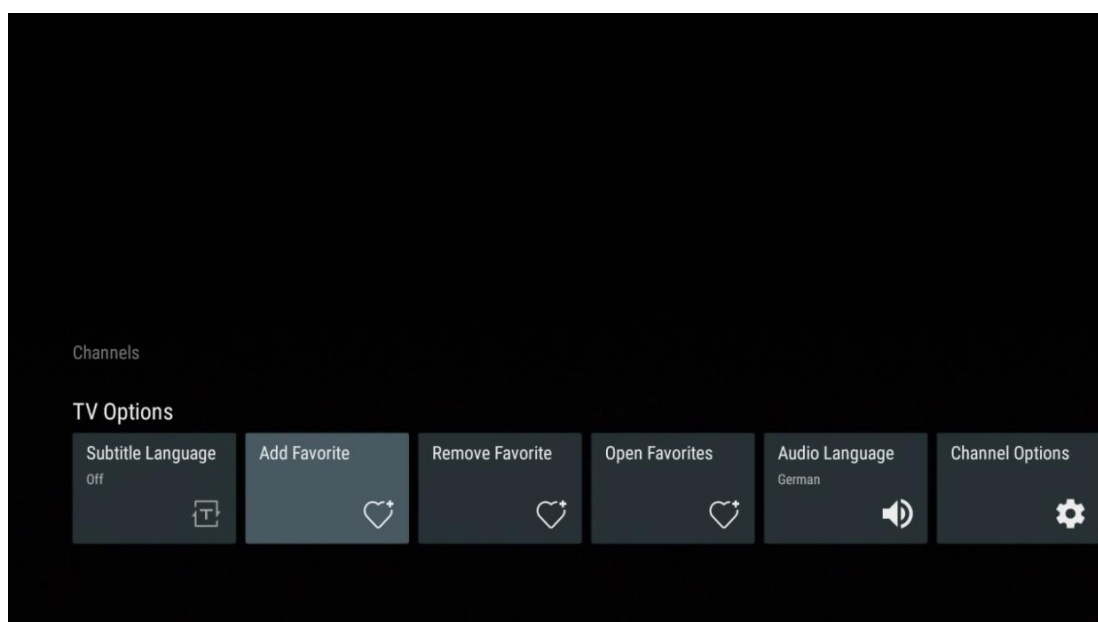 Channels
TV Options
Subtitle Language
Off
Add Favorite
Remove Favorite
Open Favorites
Audio Language
German
Channel Options